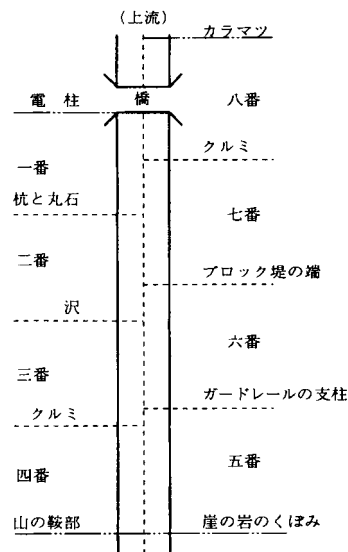 （上流）
カラマツ
電柱
橋
八番
クルミ
一番
杭と丸石
七番
二番
ブロック堤の端
沢
六番
三番
ガードレールの支柱
クルミ
五番
四番
山の鞍部
崖の岩のくぼみ